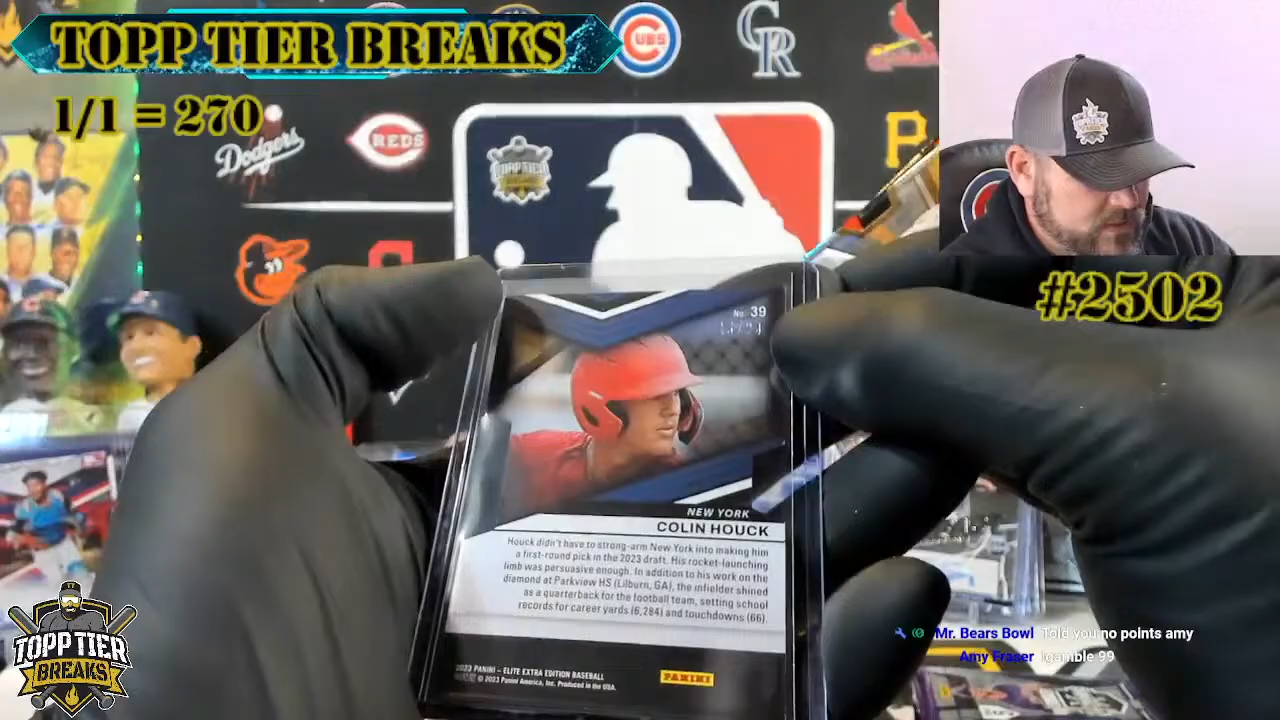 TOPP TIER BREAKS
1/1 = 270
Dodgers
REDS
CUBS
CR
P
TOPP TIER
#2502
No. 39
NEW YORK
COLIN HOUCK
Houck didn't have to strong-arm New York into making him
a first-round pick in the 2023 draft. His rocket-launching
limb was persuasive enough. In addition to his work on the
diamond at Parkview HS (Lilburn, GA), the infielder shined
as a quarterback for the football team, setting school
records for career yards (6,284) and touchdowns (66).
2023 PANINI – ELITE EXTRA EDITION BASEBALL
© 2023 Panini America, Inc. Produced in the USA.
PANINI
TOPP TIER
BREAKS
Mr. Bears Bowl Told you no points amy
Amy Fraser !gamble 99